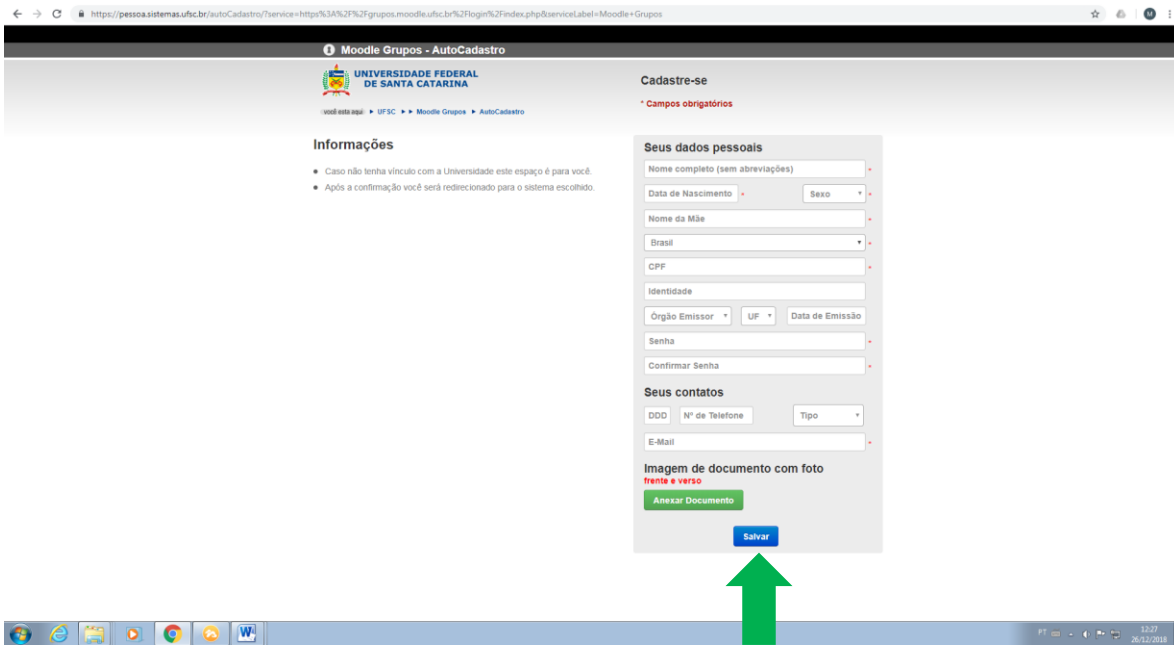 https://pessoa.sistemas.ufsc.br/autoCadastro/?service=https%3A%2F%2Fgrupos.moodle.ufsc.br%2Flogin%2Findex.php&serviceLabel=Moodle+Grupos
Moodle Grupos - AutoCadastro
UNIVERSIDADE FEDERAL
DE SANTA CATARINA
você esta aqui ► UFSC ► ► Moodle Grupos ► AutoCadastro
Cadastre-se
* Campos obrigatórios
Informações
Caso não tenha vínculo com a Universidade este espaço é para você.
Após a confirmação você será redirecionado para o sistema escolhido.
Seus dados pessoais
Nome completo (sem abreviações) *
Data de Nascimento * Sexo *
Nome da Mãe *
Brasil *
CPF *
Identidade
Órgão Emissor UF Data de Emissão
Senha *
Confirmar Senha *
Seus contatos
DDD Nº de Telefone Tipo
E-Mail *
Imagem de documento com foto
frente e verso
Anexar Documento
Salvar
PT 12:27
26/12/2018